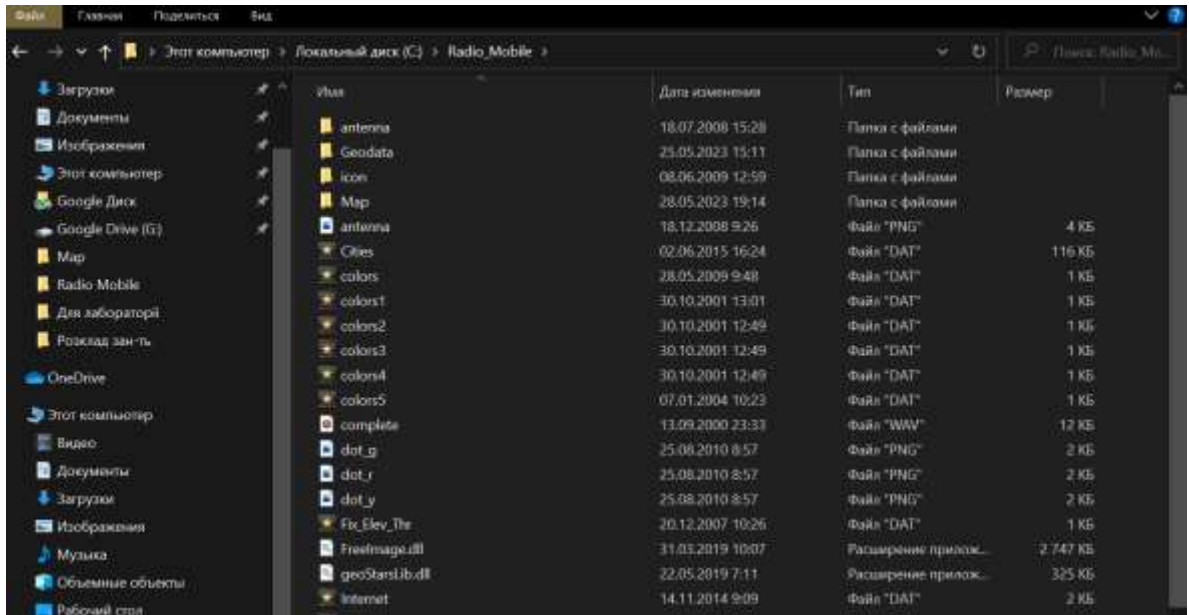 Файл Главная Поделиться Вид
Этот компьютер > Локальный диск (C:) > Radio_Mobile >
Поиск: Radio_Mo...
Загрузки
Документы
Изображения
Этот компьютер
Google Диск
Google Drive (G:)
Map
Radio Mobile
Для лабораторії
Розклад зан-ть
OneDrive
Этот компьютер
Видео
Документы
Загрузки
Изображения
Музыка
Объемные объекты
Рабочий стол
Имя Дата изменения Тип Размер
antenna 18.07.2008 15:28 Папка с файлами
Geodata 25.05.2023 15:11 Папка с файлами
icon 08.06.2009 12:59 Папка с файлами
Map 28.05.2023 19:14 Папка с файлами
antenna 18.12.2008 9:26 Файл "PNG" 4 КБ
Cities 02.06.2015 16:24 Файл "DAT" 116 КБ
colors 28.05.2009 9:48 Файл "DAT" 1 КБ
colors1 30.10.2001 13:01 Файл "DAT" 1 КБ
colors2 30.10.2001 12:49 Файл "DAT" 1 КБ
colors3 30.10.2001 12:49 Файл "DAT" 1 КБ
colors4 30.10.2001 12:49 Файл "DAT" 1 КБ
colors5 07.01.2004 10:23 Файл "DAT" 1 КБ
complete 13.09.2000 23:33 Файл "WAV" 12 КБ
dot_g 25.08.2010 8:57 Файл "PNG" 2 КБ
dot_r 25.08.2010 8:57 Файл "PNG" 2 КБ
dot_y 25.08.2010 8:57 Файл "PNG" 2 КБ
Fix_Elev_Thr 20.12.2007 10:26 Файл "DAT" 1 КБ
FreeImage.dll 31.03.2019 10:07 Расширение прилож... 2 747 КБ
geoStarsLib.dll 22.05.2019 7:11 Расширение прилож... 325 КБ
Internet 14.11.2014 9:09 Файл "DAT" 2 КБ